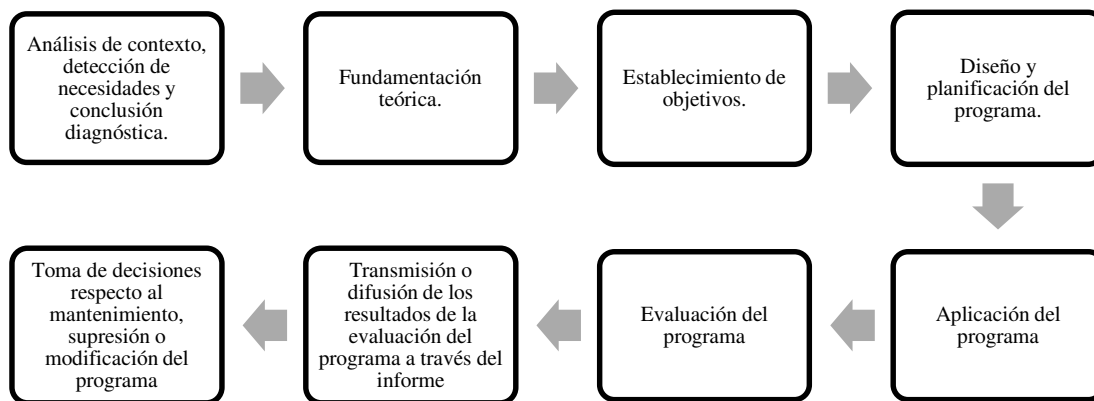 Análisis de contexto,
detección de
necesidades y
conclusión
diagnóstica.
Fundamentación
teórica.
Establecimiento de
objetivos.
Diseño y
planificación del
programa.
Aplicación del
programa
Evaluación del
programa
Transmisión o
difusión de los
resultados de la
evaluación del
programa a través del
informe
Toma de decisiones
respecto al
mantenimiento,
supresión o
modificación del
programa